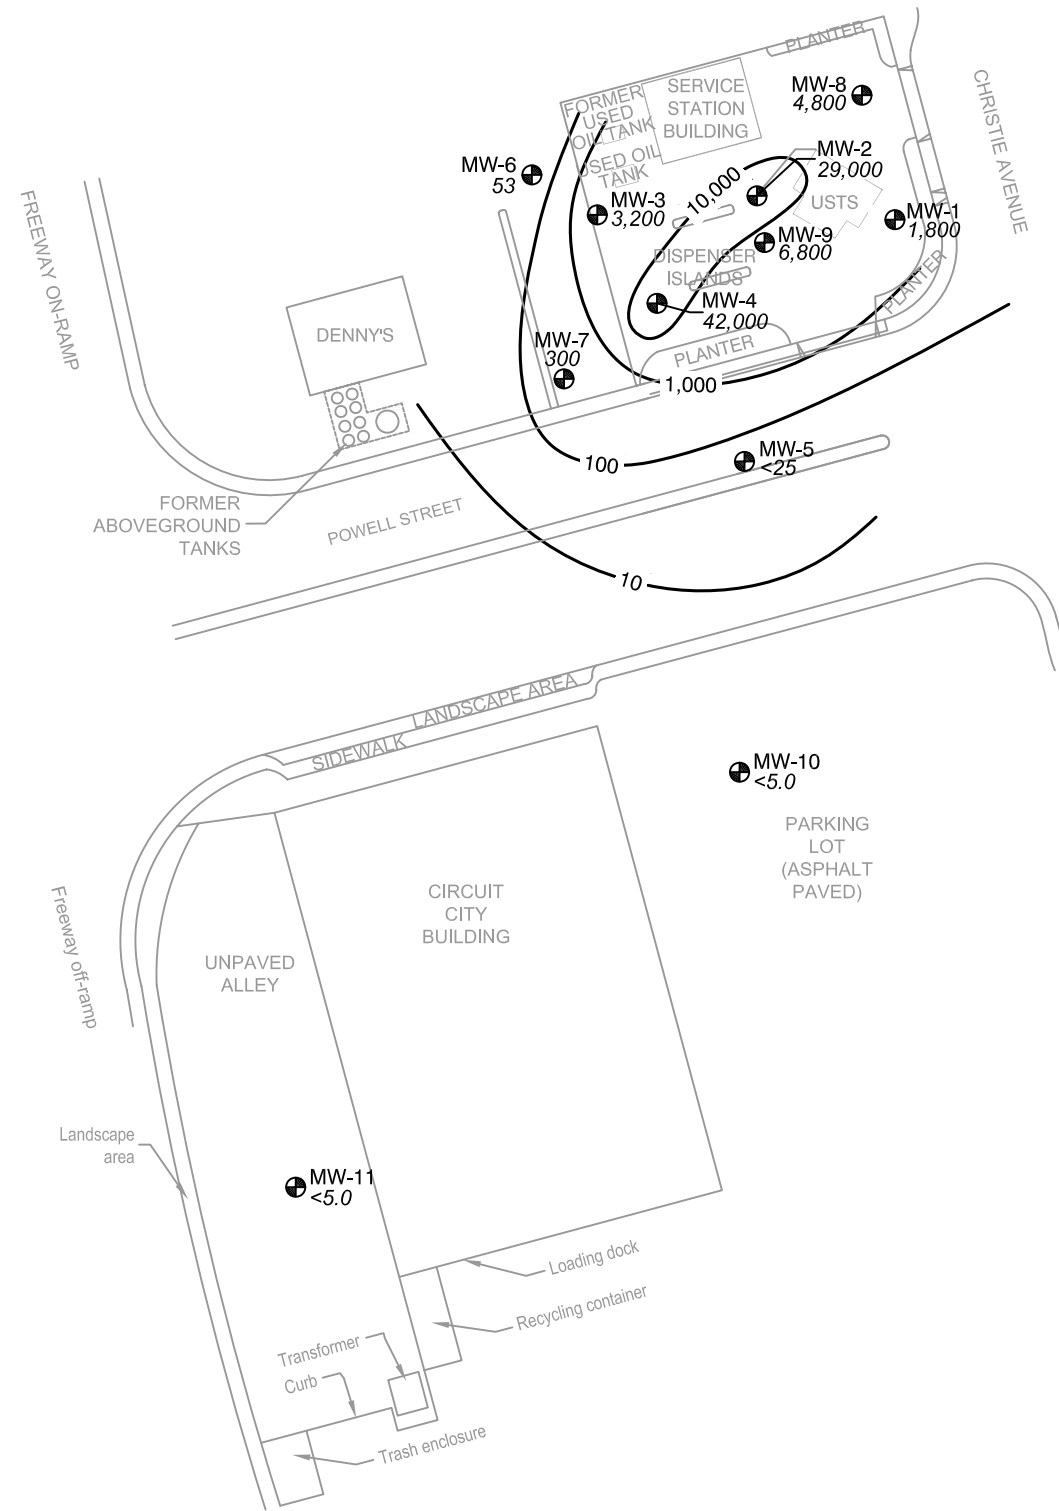 PLANTER
MW-8
4,800
SERVICE
STATION
BUILDING
FORMER
USED
OIL TANK
USED OIL
TANK
CHRISTIE AVENUE
MW-2
29,000
MW-6
53
10,000
MW-3
3,200
USTS
MW-1
1,800
MW-9
6,800
DISPENSER
ISLANDS
PLANTER
FREEWAY ON-RAMP
MW-4
42,000
DENNY'S
MW-7
300
PLANTER
1,000
100
MW-5
<25
FORMER
ABOVEGROUND
TANKS
POWELL STREET
10
LANDSCAPE AREA
SIDEWALK
MW-10
<5.0
PARKING
LOT
(ASPHALT
PAVED)
CIRCUIT
CITY
BUILDING
Freeway off-ramp
UNPAVED
ALLEY
Landscape
area
MW-11
<5.0
Loading dock
Recycling container
Transformer
Curb
Trash enclosure